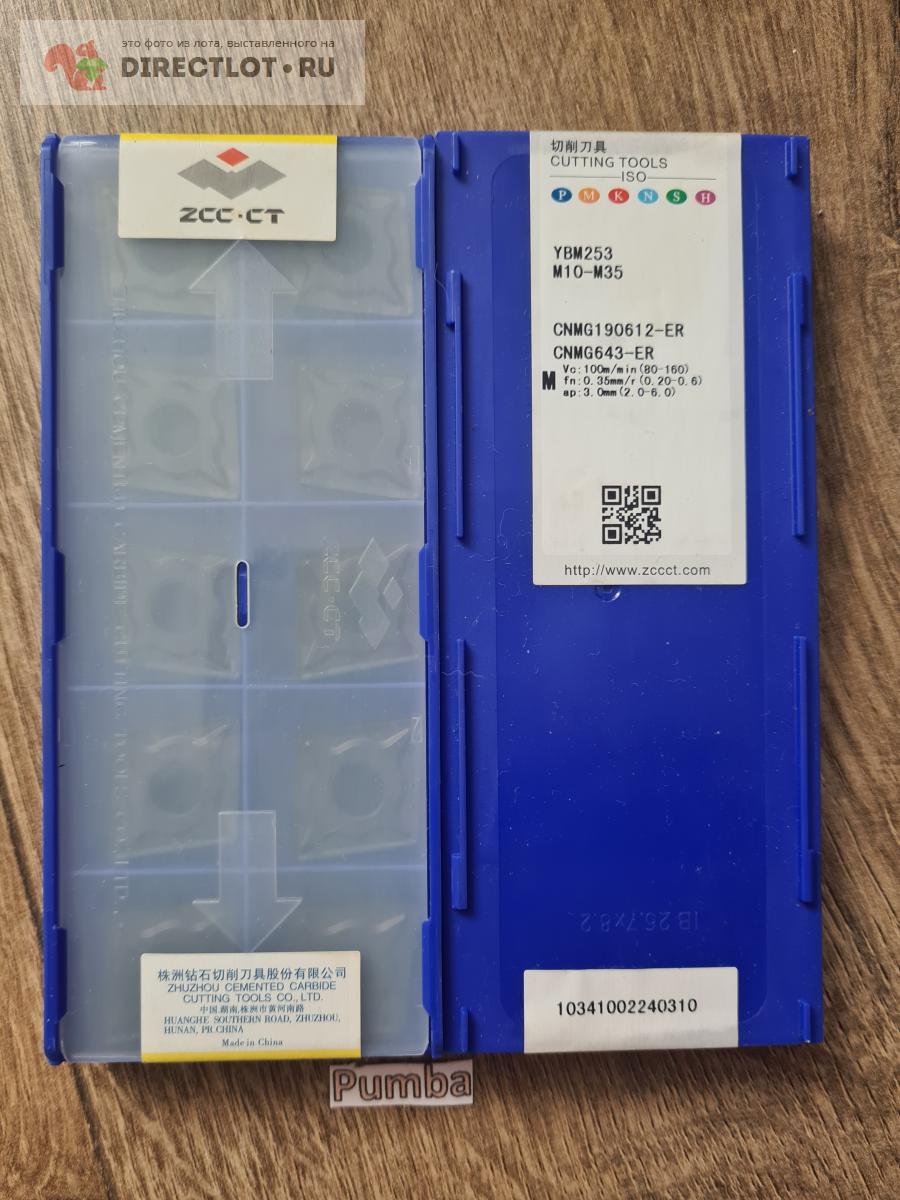 это фото из лота, выставленного на
DIRECTLOT•RU
ZCC·CT
ZCC·CT
2
株洲钻石切削刀具股份有限公司
ZHUZHOU CEMENTED CARBIDE
CUTTING TOOLS CO., LTD.
中国.湖南.株洲市黄河南路
HUANGHE SOUTHERN ROAD, ZHUZHOU,
HUNAN, PR CHINA
Made in China
切削刀具
CUTTING TOOLS
ISO
P M K N S H
YBM253
M10-M35
CNMG190612-ER
CNMG643-ER
M
Vc:100m/min(80-160)
fn:0.35mm/r(0.20-0.6)
ap:3.0mm(2.0-6.0)
http://www.zccct.com
IB 25.7x8.2
10341002240310
Pumba